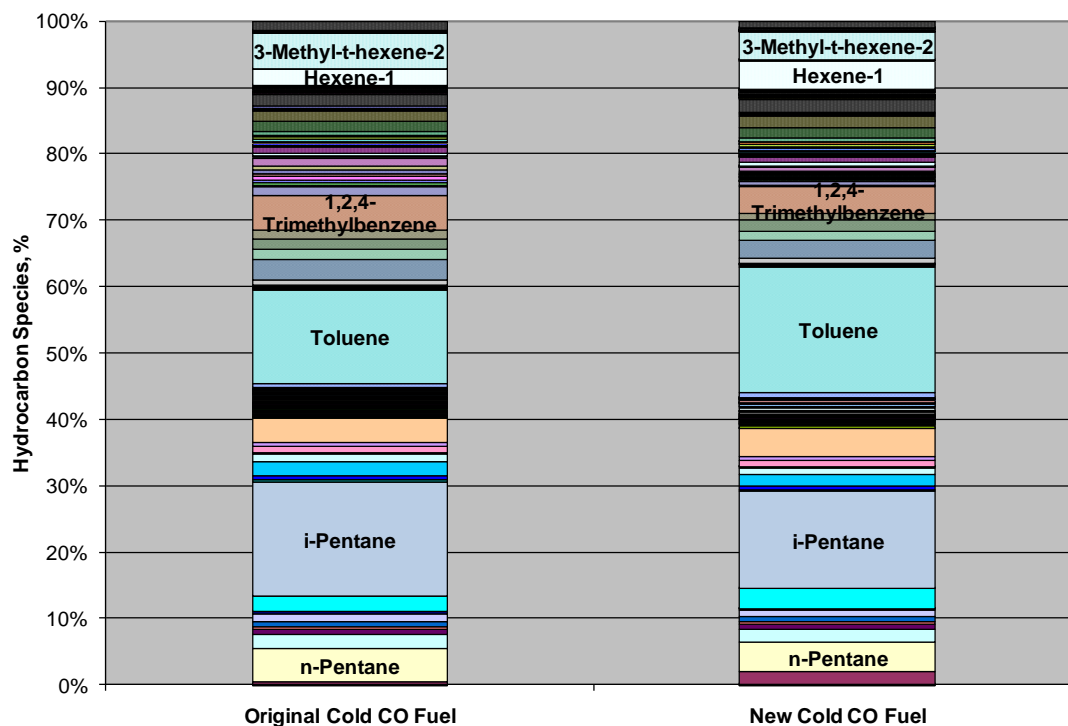 Hydrocarbon Species, %
100%
90%
80%
70%
60%
50%
40%
30%
20%
10%
0%
3-Methyl-t-hexene-2
Hexene-1
1,2,4-
Trimethylbenzene
Toluene
i-Pentane
n-Pentane
3-Methyl-t-hexene-2
Hexene-1
1,2,4-
Trimethylbenzene
Toluene
i-Pentane
n-Pentane
Original Cold CO Fuel
New Cold CO Fuel